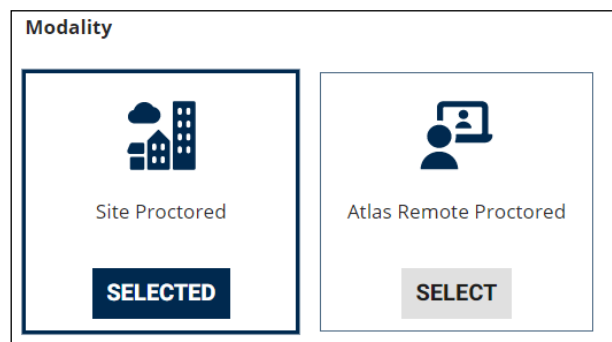 Modality
Site Proctored
Atlas Remote Proctored
SELECTED
SELECT